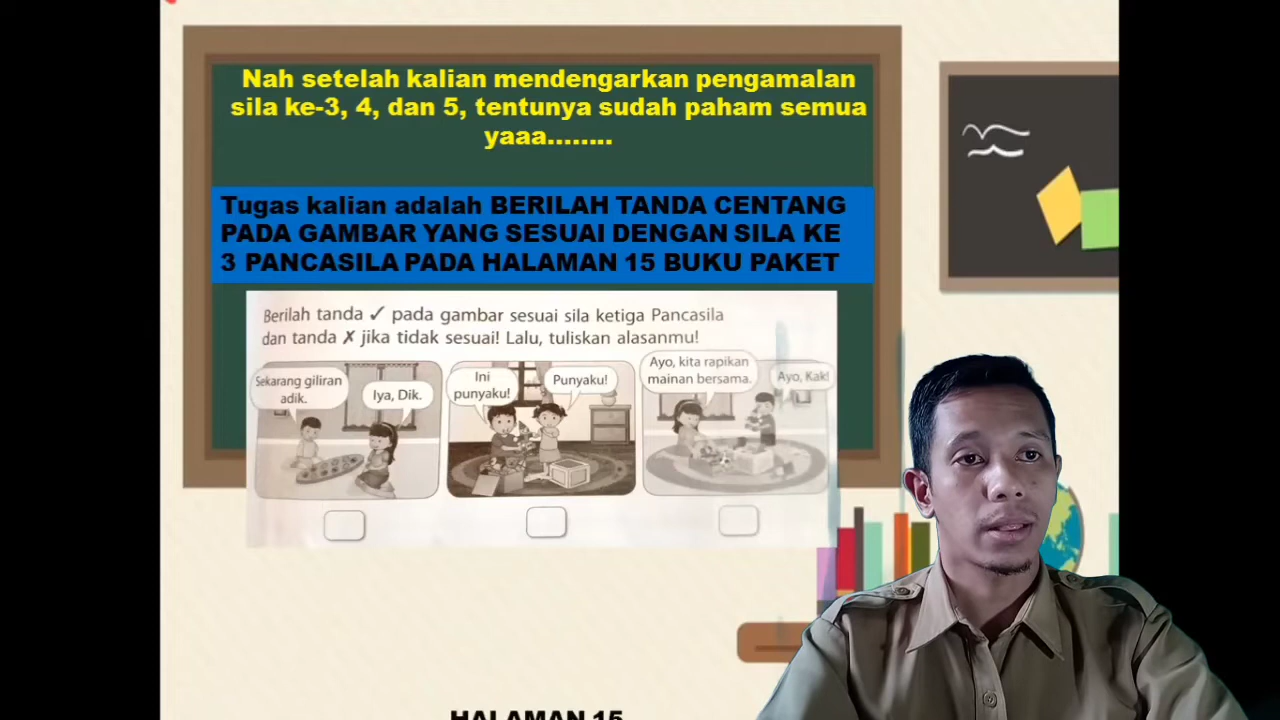 Nah setelah kalian mendengarkan pengamalan
sila ke-3, 4, dan 5, tentunya sudah paham semua
yaaa........
Tugas kalian adalah BERILAH TANDA CENTANG
PADA GAMBAR YANG SESUAI DENGAN SILA KE
3 PANCASILA PADA HALAMAN 15 BUKU PAKET
Berilah tanda ✓ pada gambar sesuai sila ketiga Pancasila
dan tanda ✗ jika tidak sesuai! Lalu, tuliskan alasanmu!
Sekarang giliran
adik.
Iya, Dik.
Ini
punyaku!
Punyaku!
Ayo, kita rapikan
mainan bersama.
Ayo, Kak!
HALAMAN 15